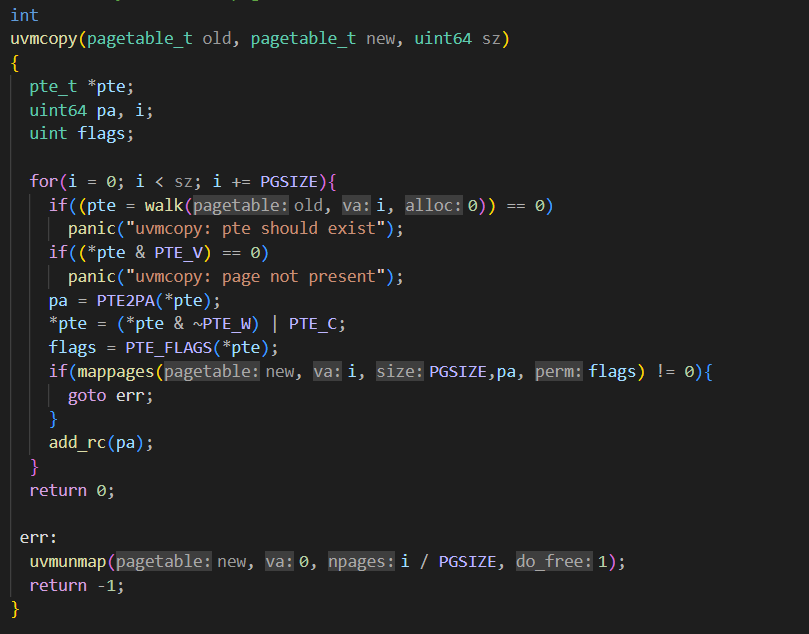 int
uvmcopy(pagetable_t old, pagetable_t new, uint64 sz)
{
  pte_t *pte;
  uint64 pa, i;
  uint flags;

  for(i = 0; i < sz; i += PGSIZE){
    if((pte = walk(pagetable: old, va: i, alloc: 0)) == 0)
      panic("uvmcopy: pte should exist");
    if((*pte & PTE_V) == 0)
      panic("uvmcopy: page not present");
    pa = PTE2PA(*pte);
    *pte = (*pte & ~PTE_W) | PTE_C;
    flags = PTE_FLAGS(*pte);
    if(mappages(pagetable: new, va: i, size: PGSIZE,pa, perm: flags) != 0){
      goto err;
    }
    add_rc(pa);
  }
  return 0;

 err:
  uvmunmap(pagetable: new, va: 0, npages: i / PGSIZE, do_free: 1);
  return -1;
}